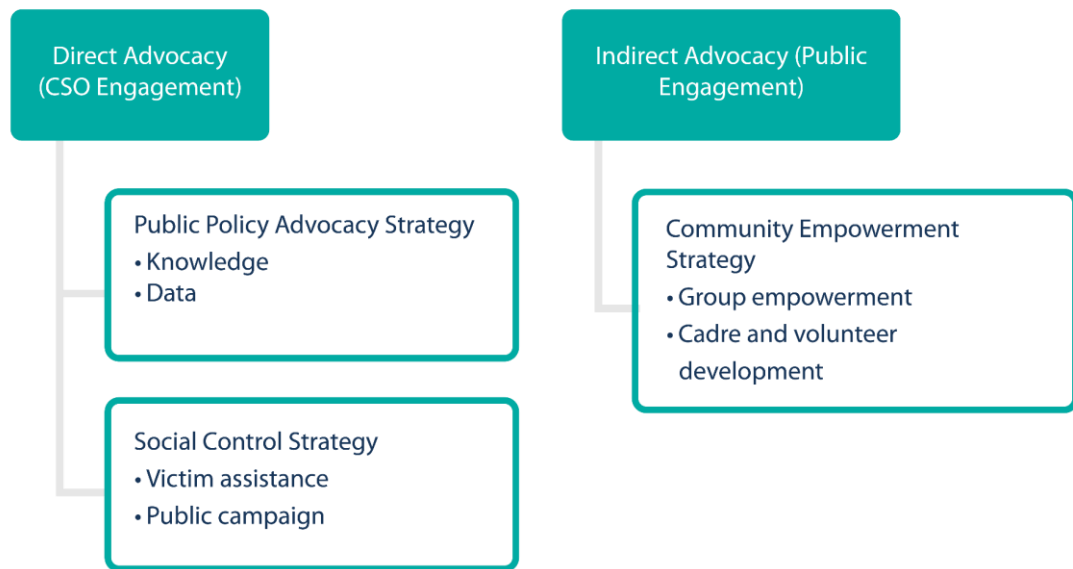 Direct Advocacy
(CSO Engagement)
Public Policy Advocacy Strategy
• Knowledge
• Data
Social Control Strategy
• Victim assistance
• Public campaign
Indirect Advocacy (Public
Engagement)
Community Empowerment
Strategy
• Group empowerment
• Cadre and volunteer
development